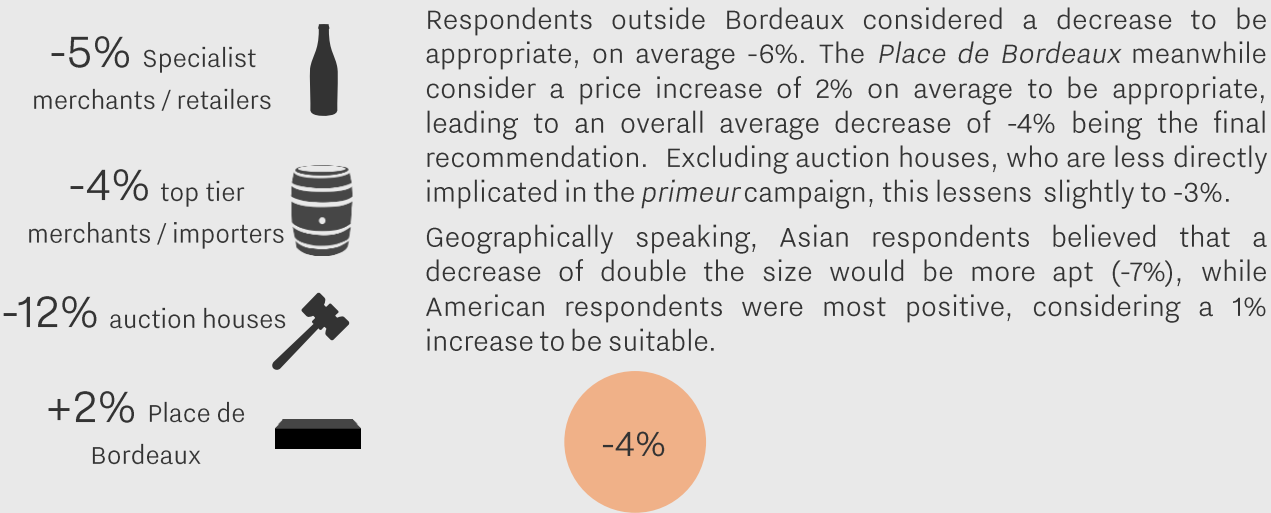 -5% Specialist
merchants / retailers
-4% top tier
merchants / importers
-12% auction houses
+2% Place de
Bordeaux
Respondents outside Bordeaux considered a decrease to be
appropriate, on average -6%. The Place de Bordeaux meanwhile
consider a price increase of 2% on average to be appropriate,
leading to an overall average decrease of -4% being the final
recommendation. Excluding auction houses, who are less directly
implicated in the primeur campaign, this lessens slightly to -3%.
Geographically speaking, Asian respondents believed that a
decrease of double the size would be more apt (-7%), while
American respondents were most positive, considering a 1%
increase to be suitable.
-4%